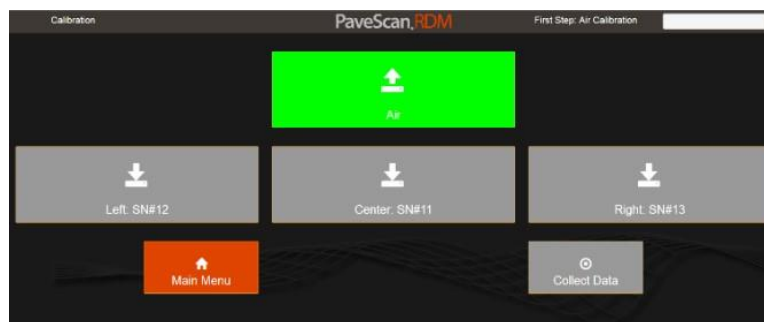 Calibration
PaveScan.RDM
First Step: Air Calibration
Air
Left: SN#12
Center: SN#11
Right: SN#13
Main Menu
Collect Data